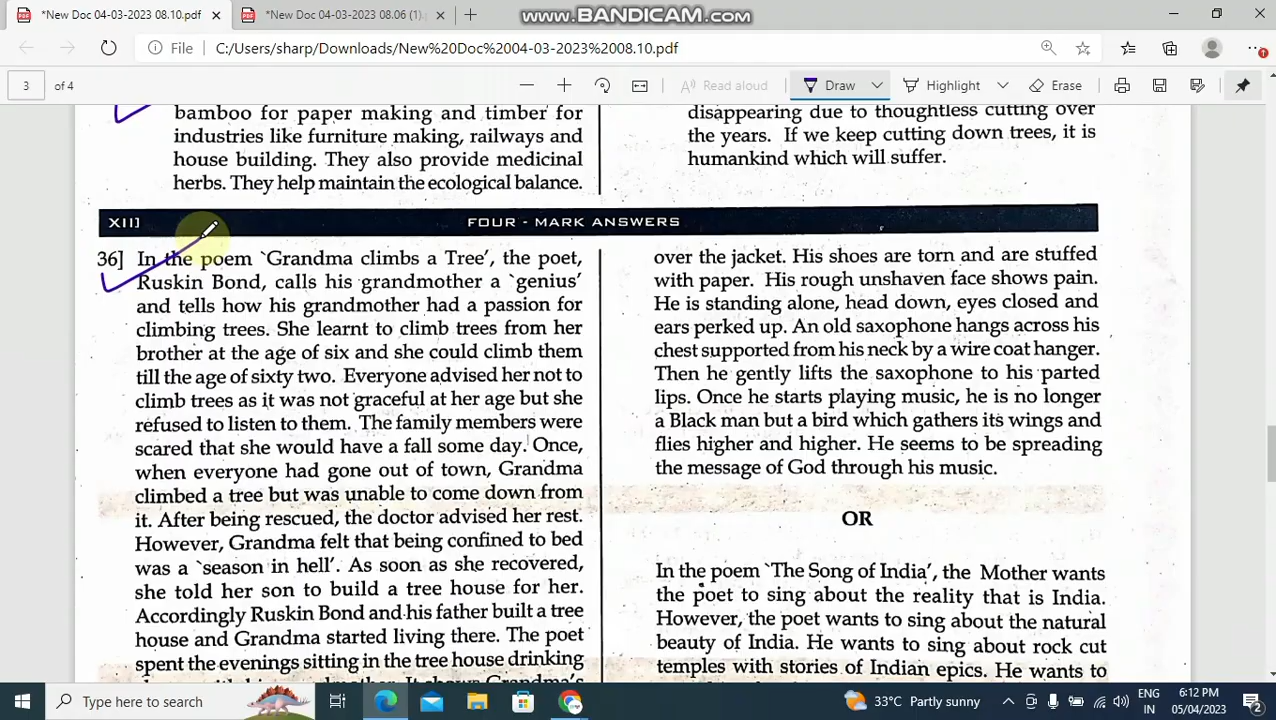 *New Doc 04-03-2023 08.10.pdf
*New Doc 04-03-2023 08.06 (1).p
www.BANDICAM.com
File C:/Users/sharp/Downloads/New%20Doc%2004-03-2023%2008.10.pdf
3 of 4
Read aloud
Draw
Highlight
Erase
bamboo for paper making and timber for
industries like furniture making, railways and
house building. They also provide medicinal
herbs. They help maintain the ecological balance.
disappearing due to thoughtless cutting over
the years. If we keep cutting down trees, it is
humankind which will suffer.
XII] FOUR - MARK ANSWERS
36] In the poem `Grandma climbs a Tree', the poet,
Ruskin Bond, calls his grandmother a `genius'
and tells how his grandmother had a passion for
climbing trees. She learnt to climb trees from her
brother at the age of six and she could climb them
till the age of sixty two. Everyone advised her not to
climb trees as it was not graceful at her age but she
refused to listen to them. The family members were
scared that she would have a fall some day. Once,
when everyone had gone out of town, Grandma
climbed a tree but was unable to come down from
it. After being rescued, the doctor advised her rest.
However, Grandma felt that being confined to bed
was a `season in hell'. As soon as she recovered,
she told her son to build a tree house for her.
Accordingly Ruskin Bond and his father built a tree
house and Grandma started living there. The poet
spent the evenings sitting in the tree house drinking
over the jacket. His shoes are torn and are stuffed
with paper. His rough unshaven face shows pain.
He is standing alone, head down, eyes closed and
ears perked up. An old saxophone hangs across his
chest supported from his neck by a wire coat hanger.
Then he gently lifts the saxophone to his parted
lips. Once he starts playing music, he is no longer
a Black man but a bird which gathers its wings and
flies higher and higher. He seems to be spreading
the message of God through his music.
OR
In the poem `The Song of India', the Mother wants
the poet to sing about the reality that is India.
However, the poet wants to sing about the natural
beauty of India. He wants to sing about rock cut
temples with stories of Indian epics. He wants to
Type here to search
33°C Partly sunny
ENG
IN
6:12 PM
05/04/2023
2